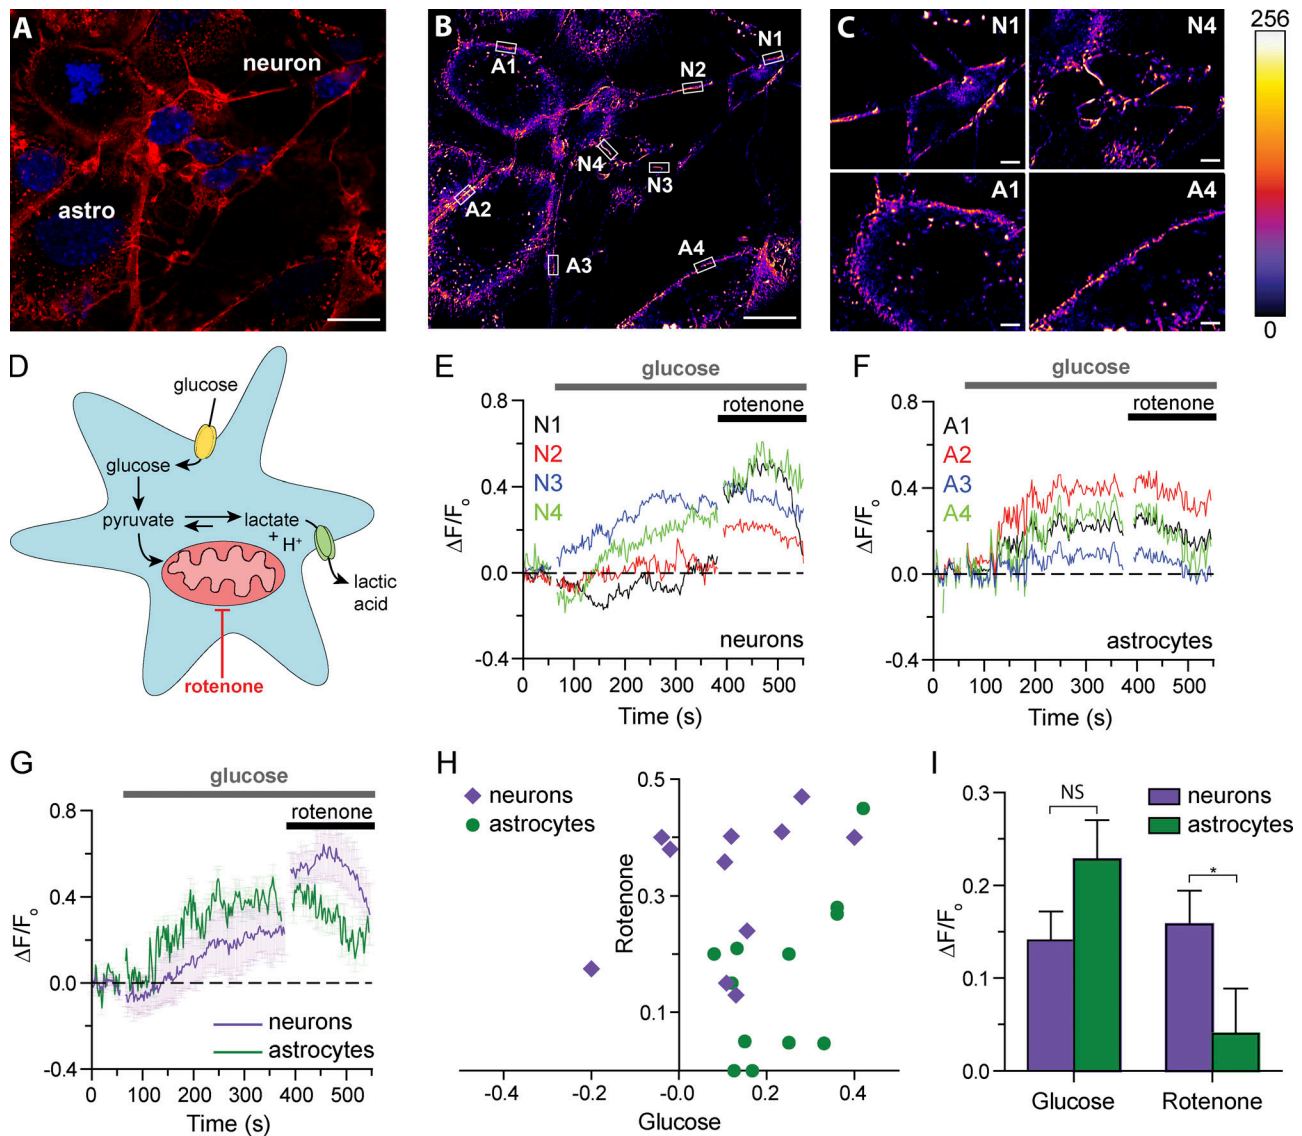 A
neuron
astro
B
A1
N1
N2
N4
N3
A2
A3
A4
C
N1
N4
A1
A4
256
0
D
glucose
glucose
pyruvate
lactate
+ H⁺
lactic
acid
rotenone
E
glucose
rotenone
0.8
0.4
0.0
-0.4
ΔF/Fₒ
N1
N2
N3
N4
neurons
0 100 200 300 400 500
Time (s)
F
glucose
rotenone
0.8
0.4
0.0
-0.4
ΔF/Fₒ
A1
A2
A3
A4
astrocytes
0 100 200 300 400 500
Time (s)
G
glucose
rotenone
0.8
0.4
0.0
-0.4
ΔF/Fₒ
neurons
astrocytes
0 100 200 300 400 500
Time (s)
H
neurons
astrocytes
0.5
0.3
0.1
Rotenone
-0.4 -0.2 -0.0 0.2 0.4
Glucose
I
0.3
0.2
0.1
0.0
ΔF/Fₒ
NS
*
neurons
astrocytes
Glucose Rotenone